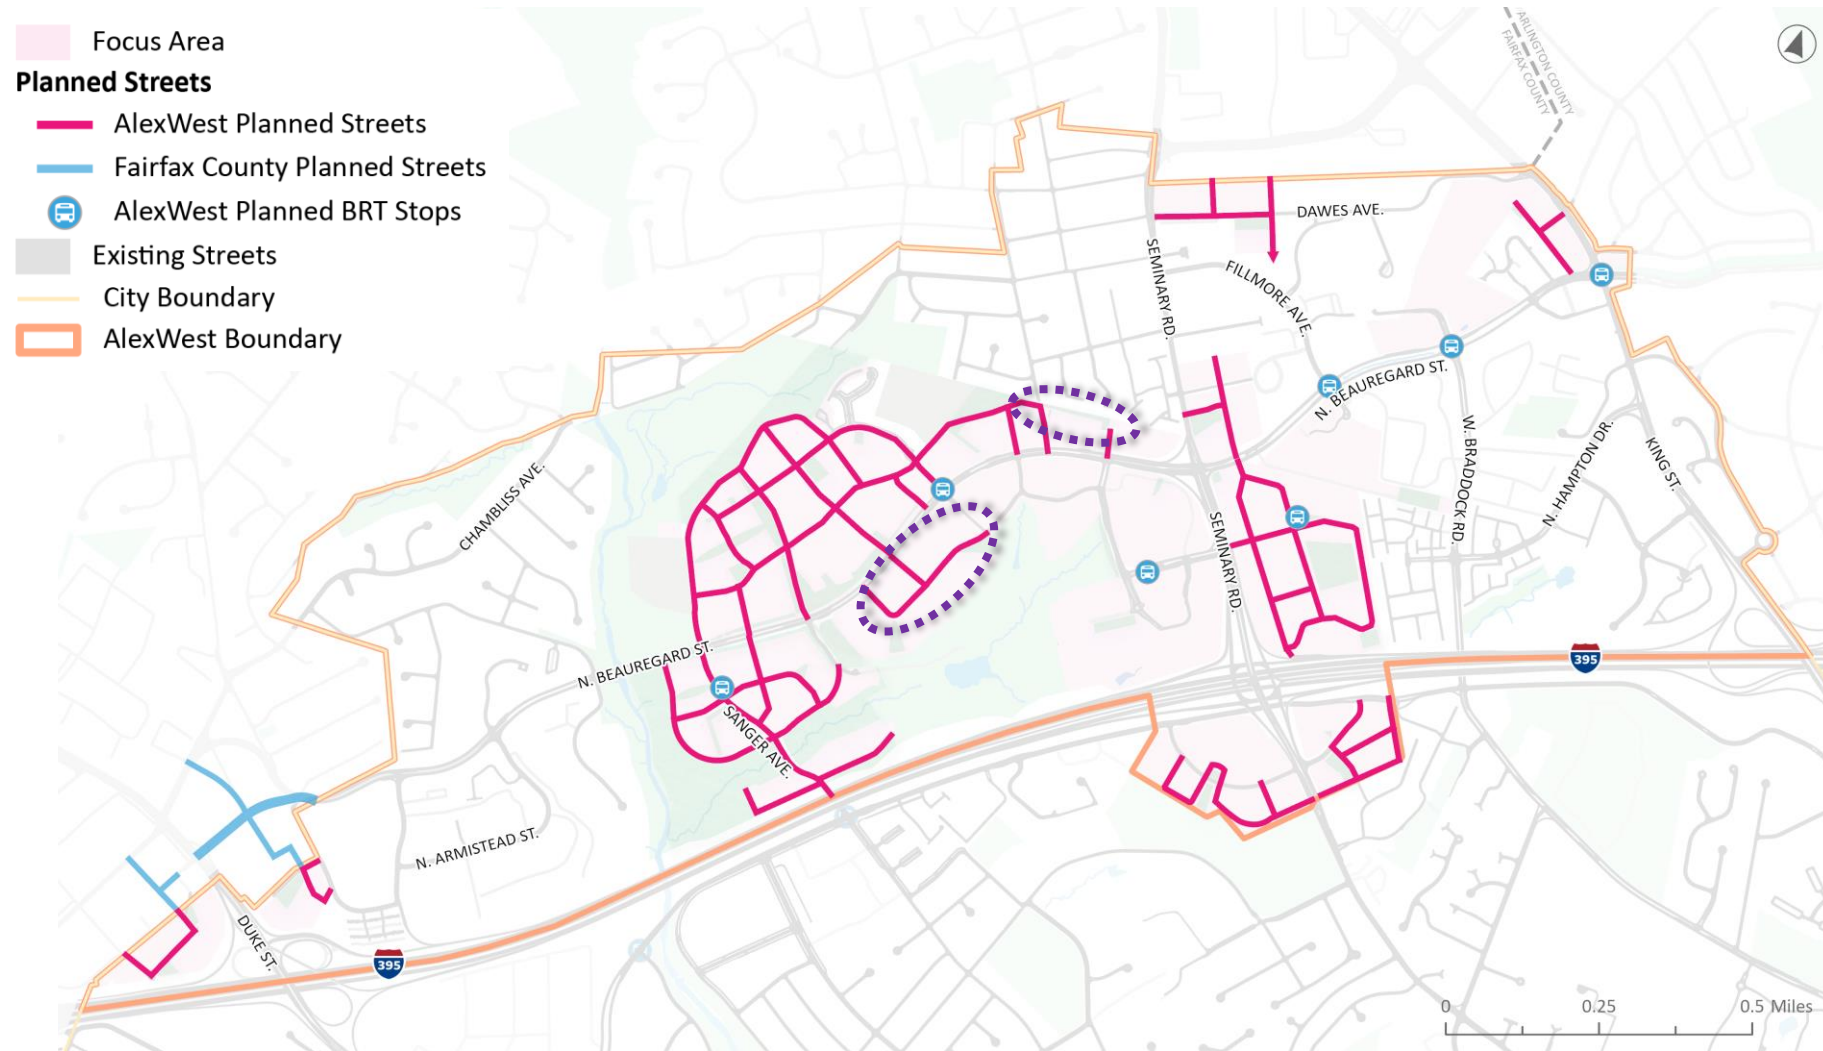 Focus Area
Planned Streets
AlexWest Planned Streets
Fairfax County Planned Streets
AlexWest Planned BRT Stops
Existing Streets
City Boundary
AlexWest Boundary
ARLINGTON COUNTY
FAIRFAX COUNTY
DAWES AVE.
SEMINARY RD.
FILLMORE AVE.
N. BEAUREGARD ST.
W. BRADDOCK RD.
N. HAMPTON DR.
KING ST.
CHAMBLISS AVE.
SEMINARY RD.
N. BEAUREGARD ST.
395
SANGER AVE.
N. ARMISTEAD ST.
DUKE ST.
395
0 0.25 0.5 Miles